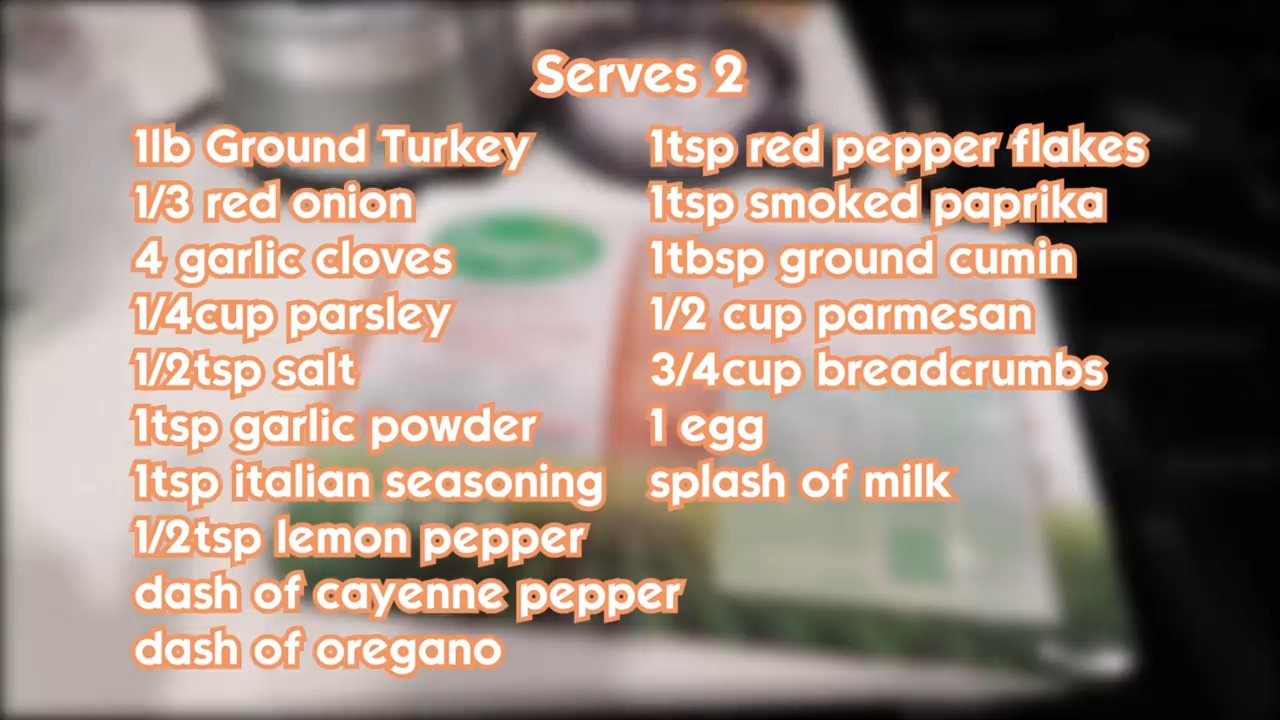 Serves 2
1lb Ground Turkey
1/3 red onion
4 garlic cloves
1/4cup parsley
1/2tsp salt
1tsp garlic powder
1tsp italian seasoning
1/2tsp lemon pepper
dash of cayenne pepper
dash of oregano
1tsp red pepper flakes
1tsp smoked paprika
1tbsp ground cumin
1/2 cup parmesan
3/4cup breadcrumbs
1 egg
splash of milk